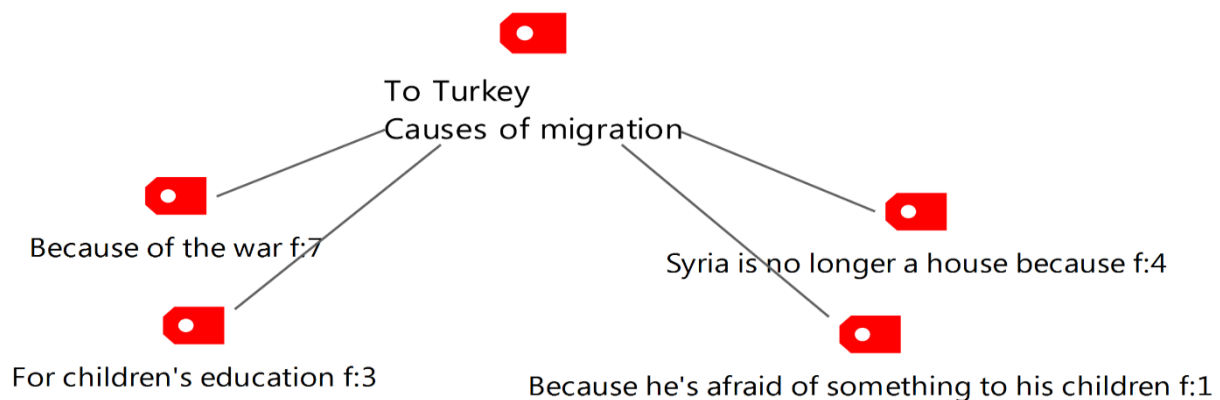 To Turkey
Causes of migration
Because of the war f:7
Syria is no longer a house because f:4
For children's education f:3
Because he's afraid of something to his children f:1